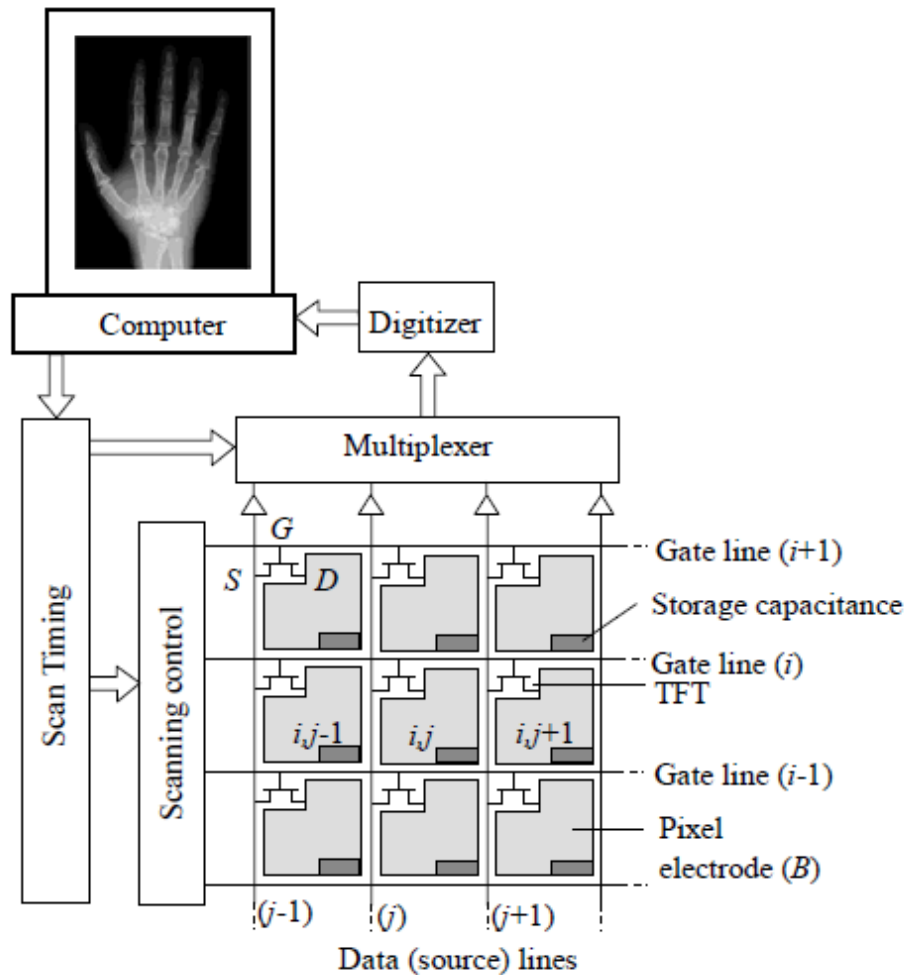 Computer
Digitizer
Multiplexer
Scan Timing
Scanning control
G
S
D
Gate line (i+1)
Storage capacitance
Gate line (i)
TFT
i,j-1
i,j
i,j+1
Gate line (i-1)
Pixel
electrode (B)
(j-1)
(j)
(j+1)
Data (source) lines